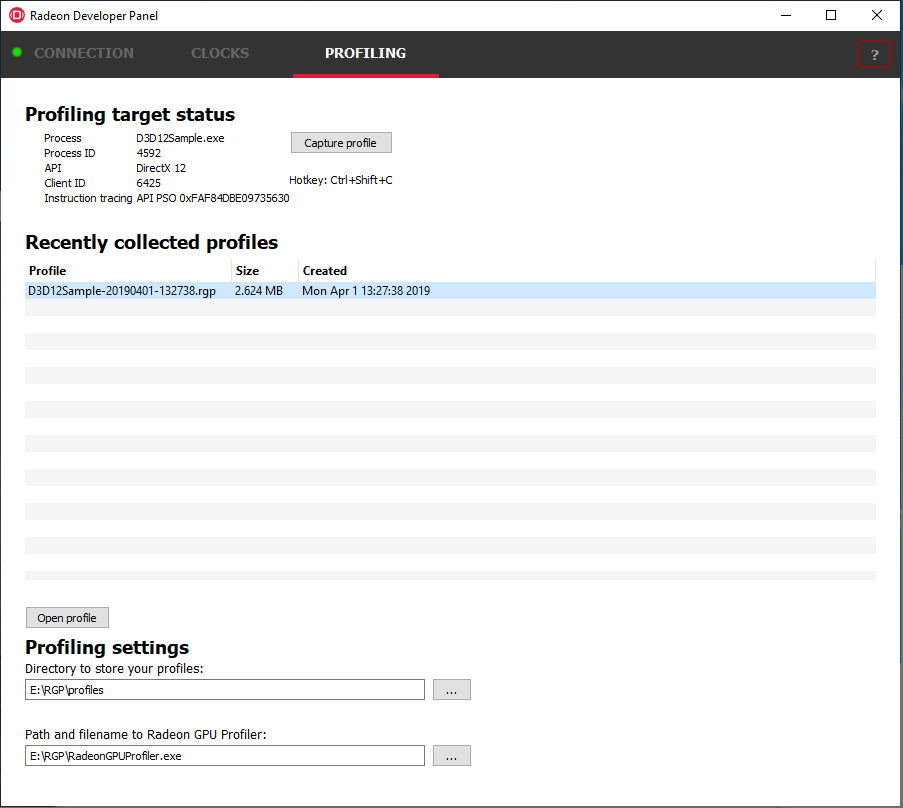 Radeon Developer Panel
CONNECTION CLOCKS PROFILING ?
Profiling target status
Process D3D12Sample.exe Capture profile
Process ID 4592
API DirectX 12
Client ID 6425 Hotkey: Ctrl+Shift+C
Instruction tracing API PSO 0xFAF84DBE09735630
Recently collected profiles
Profile Size Created
D3D12Sample-20190401-132738.rgp 2.624 MB Mon Apr 1 13:27:38 2019
Open profile
Profiling settings
Directory to store your profiles:
E:\RGP\profiles ...
Path and filename to Radeon GPU Profiler:
E:\RGP\RadeonGPUProfiler.exe ...